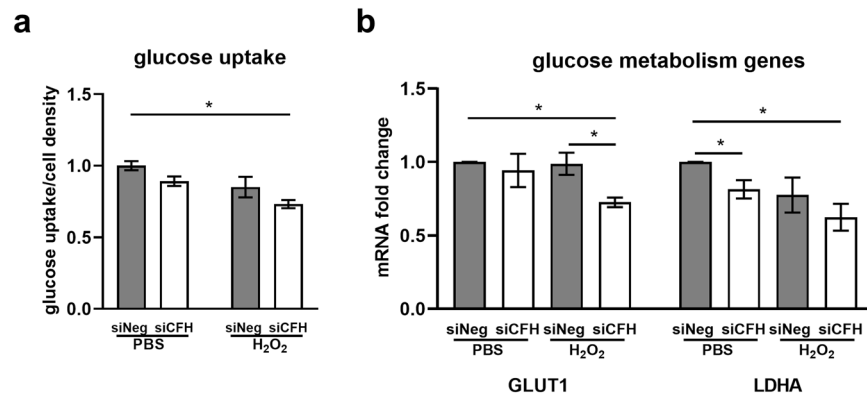 a
glucose uptake
glucose uptake/cell density
1.5
1.0
0.5
0.0
*
siNeg siCFH siNeg siCFH
PBS H₂O₂
b
glucose metabolism genes
mRNA fold change
1.5
1.0
0.5
0.0
* *
* *
siNeg siCFH siNeg siCFH siNeg siCFH siNeg siCFH
PBS H₂O₂ PBS H₂O₂
GLUT1 LDHA